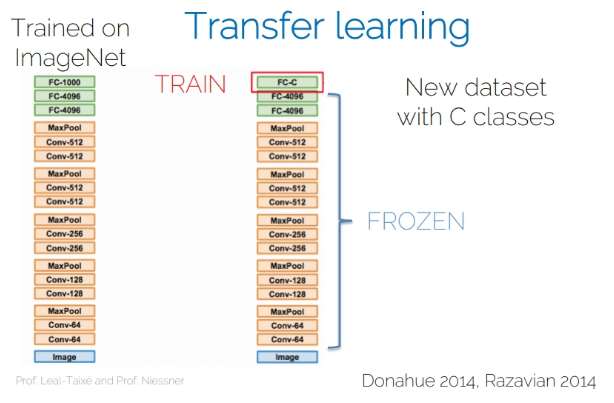 Transfer learning
Trained on
ImageNet
FC-1000
FC-4096
FC-4096
MaxPool
Conv-512
Conv-512
MaxPool
Conv-512
Conv-512
MaxPool
Conv-256
Conv-256
MaxPool
Conv-128
Conv-128
MaxPool
Conv-64
Conv-64
Image
TRAIN
FC-C
FC-4096
FC-4096
MaxPool
Conv-512
Conv-512
MaxPool
Conv-512
Conv-512
MaxPool
Conv-256
Conv-256
MaxPool
Conv-128
Conv-128
MaxPool
Conv-64
Conv-64
Image
New dataset
with C classes
FROZEN
Prof. Leal-Taixé and Prof. Niessner
Donahue 2014, Razavian 2014